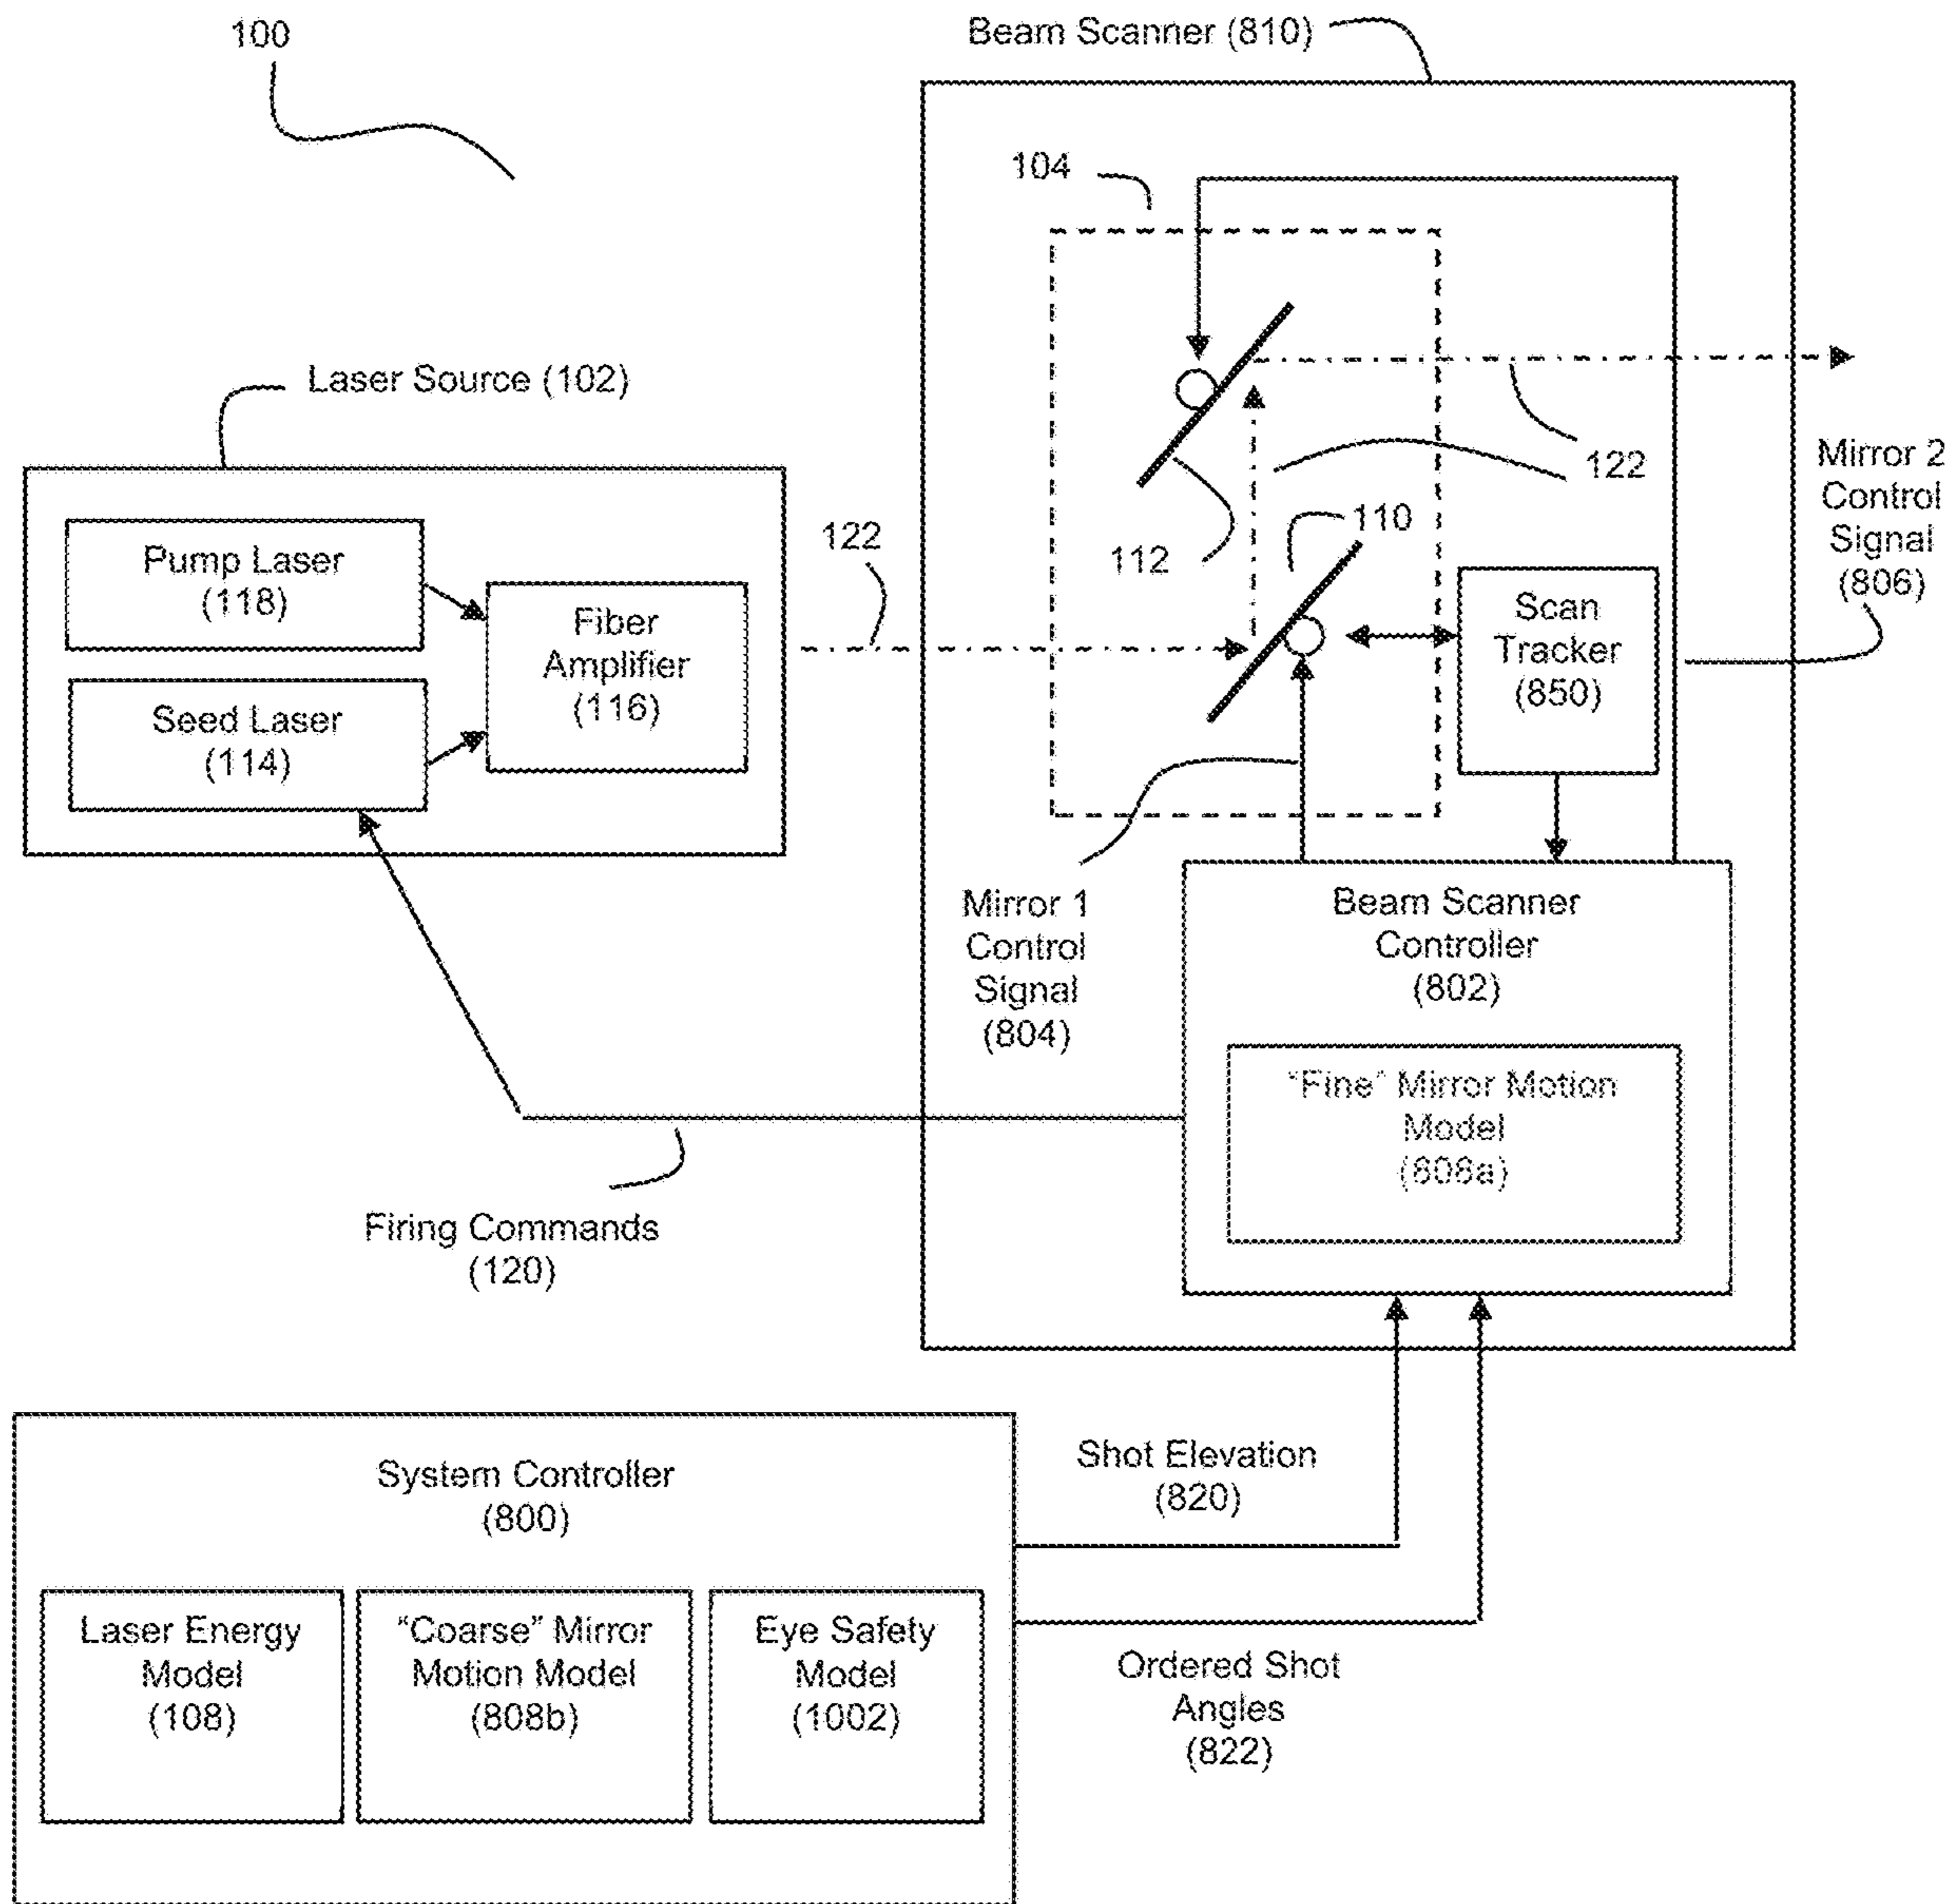 100
Beam Scanner (810)
104
Laser Source (102)
Pump Laser
(118)
Seed Laser
(114)
Fiber
Amplifier
(116)
122
112
110
122
Mirror 2
Control
Signal
(806)
Scan
Tracker
(850)
Mirror 1
Control
Signal
(804)
Beam Scanner
Controller
(802)
"Fine" Mirror Motion
Model
(808a)
Firing Commands
(120)
System Controller
(800)
Laser Energy
Model
(108)
"Coarse" Mirror
Motion Model
(808b)
Eye Safety
Model
(1002)
Shot Elevation
(820)
Ordered Shot
Angles
(822)